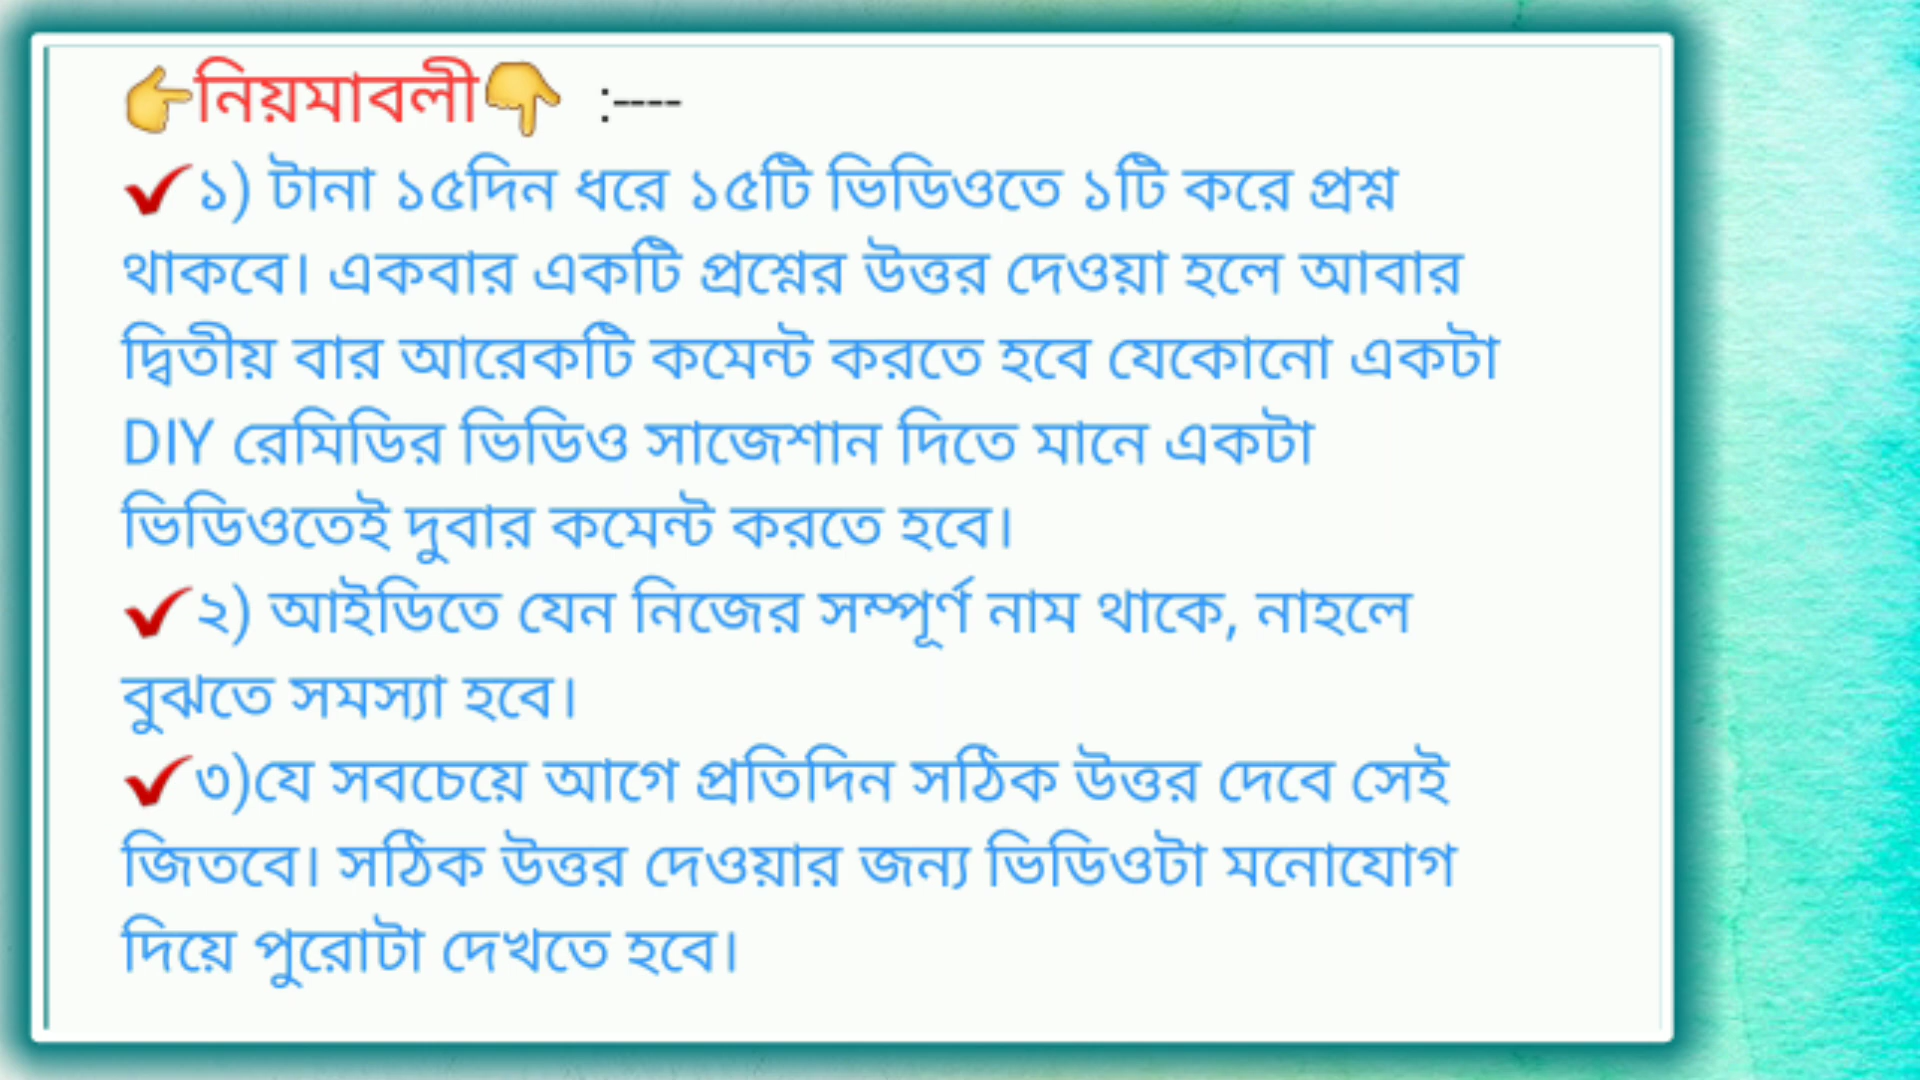 👉নিয়মাবলী👇 :----
✔১) টানা ১৫দিন ধরে ১৫টি ভিডিওতে ১টি করে প্রশ্ন
থাকবে। একবার একটি প্রশ্নের উত্তর দেওয়া হলে আবার
দ্বিতীয় বার আরেকটি কমেন্ট করতে হবে যেকোনো একটা
DIY রেমিডির ভিডিও সাজেশান দিতে মানে একটা
ভিডিওতেই দুবার কমেন্ট করতে হবে।
✔২) আইডিতে যেন নিজের সম্পূর্ণ নাম থাকে, নাহলে
বুঝতে সমস্যা হবে।
✔৩)যে সবচেয়ে আগে প্রতিদিন সঠিক উত্তর দেবে সেই
জিতবে। সঠিক উত্তর দেওয়ার জন্য ভিডিওটা মনোযোগ
দিয়ে পুরোটা দেখতে হবে।